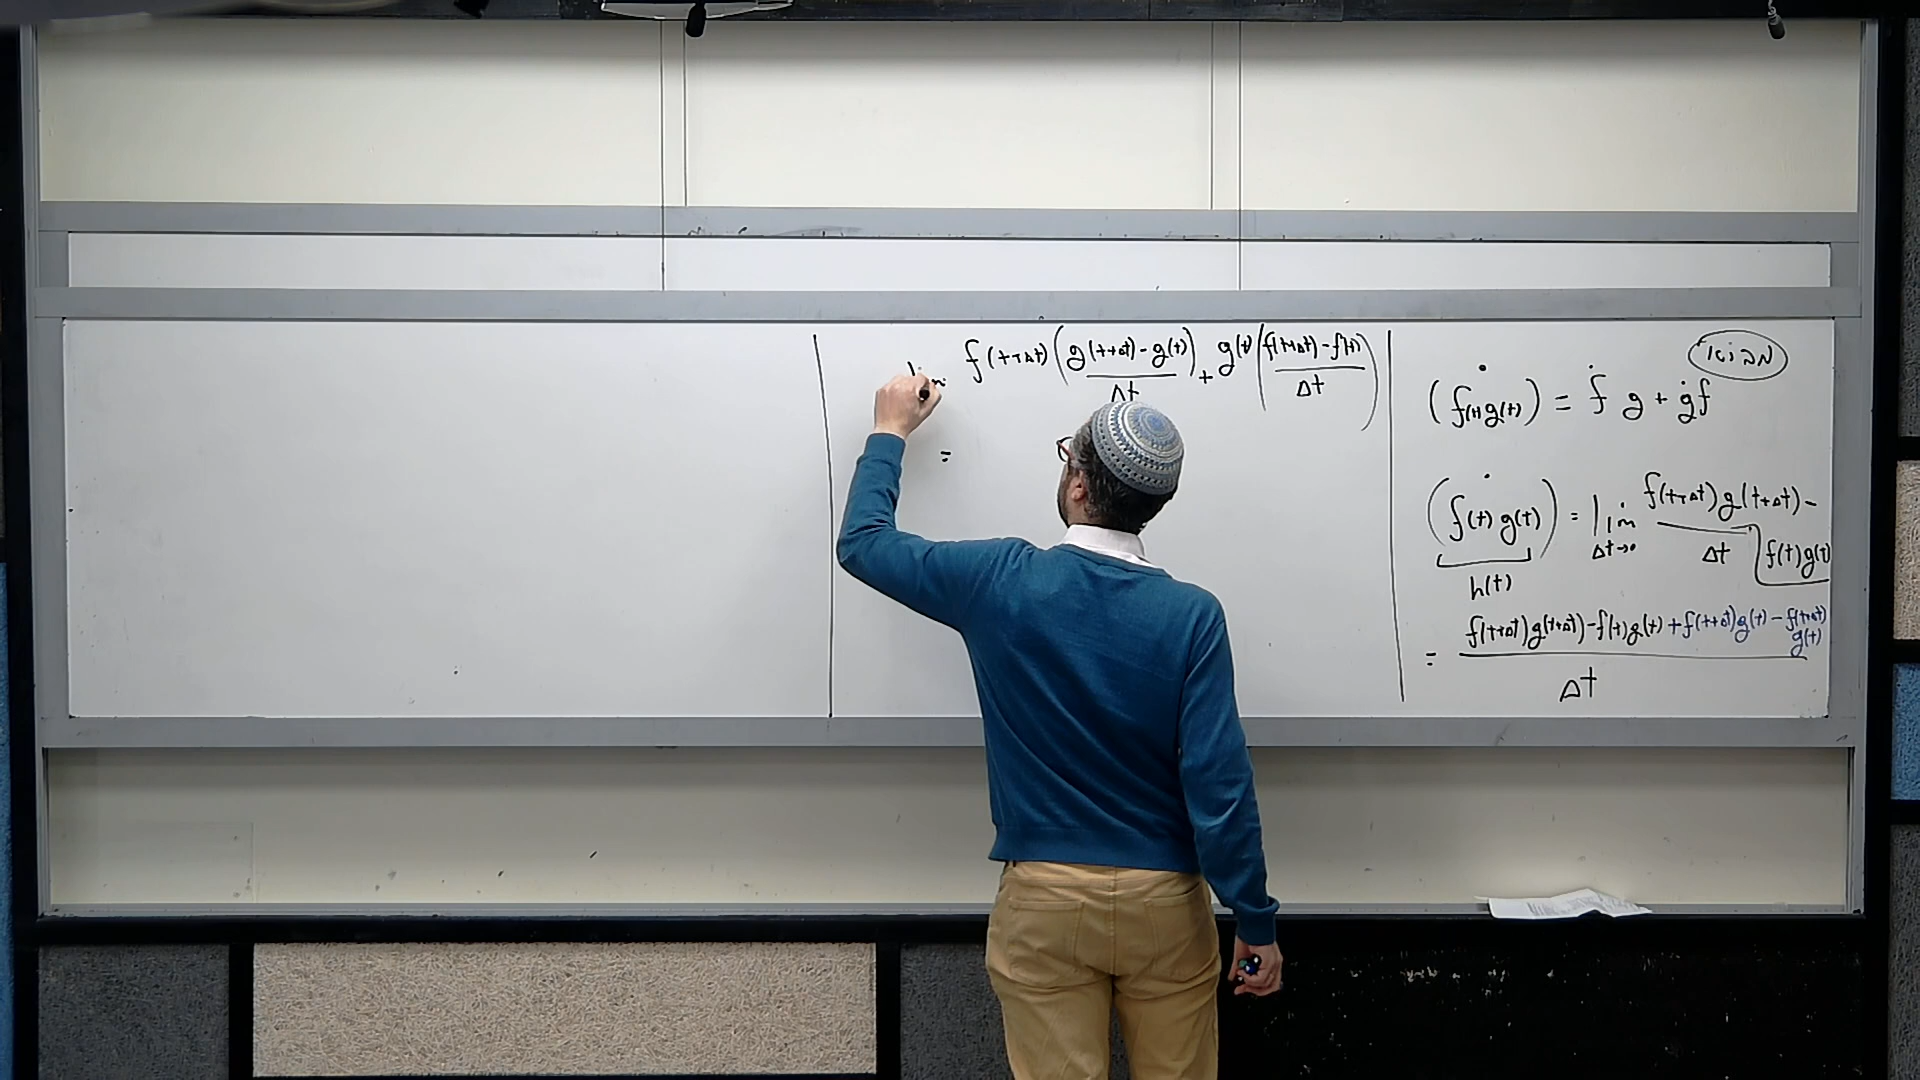 מבוא
(f(t)g(t))˙ = ḟ g + ġ f
(f(t) g(t))˙ = lim Δt→0 f(t+Δt)g(t+Δt) - f(t)g(t) / Δt
h(t)
= f(t+Δt)g(t+Δt) - f(t)g(t) + f(t+Δt)g(t) - f(t+Δt)g(t) / Δt
lim f(t+Δt) (g(t+Δt) - g(t) / Δt) + g(t) (f(t+Δt) - f(t) / Δt)
=